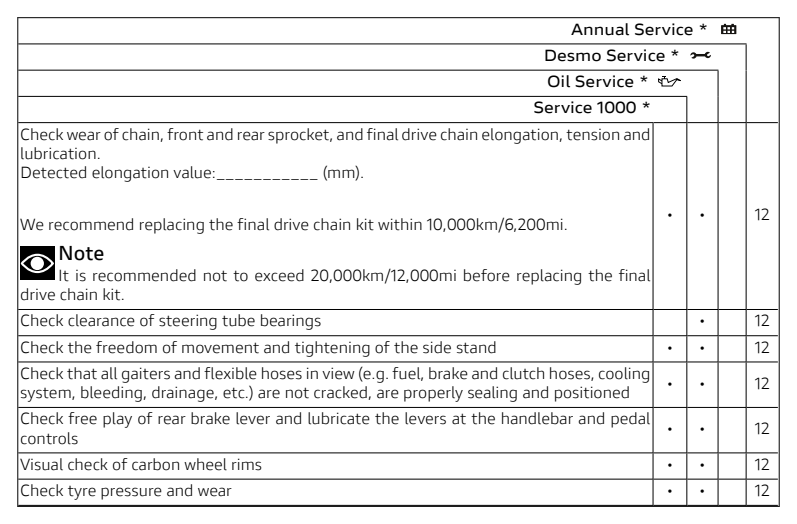 Annual Service *
Desmo Service *
Oil Service *
Service 1000 *
Check wear of chain, front and rear sprocket, and final drive chain elongation, tension and
lubrication.
Detected elongation value:___________ (mm).
We recommend replacing the final drive chain kit within 10,000km/6,200mi.
• • 12
Note
It is recommended not to exceed 20,000km/12,000mi before replacing the final
drive chain kit.
Check clearance of steering tube bearings • 12
Check the freedom of movement and tightening of the side stand • • 12
Check that all gaiters and flexible hoses in view (e.g. fuel, brake and clutch hoses, cooling
system, bleeding, drainage, etc.) are not cracked, are properly sealing and positioned • • 12
Check free play of rear brake lever and lubricate the levers at the handlebar and pedal
controls • • 12
Visual check of carbon wheel rims • • 12
Check tyre pressure and wear • • 12